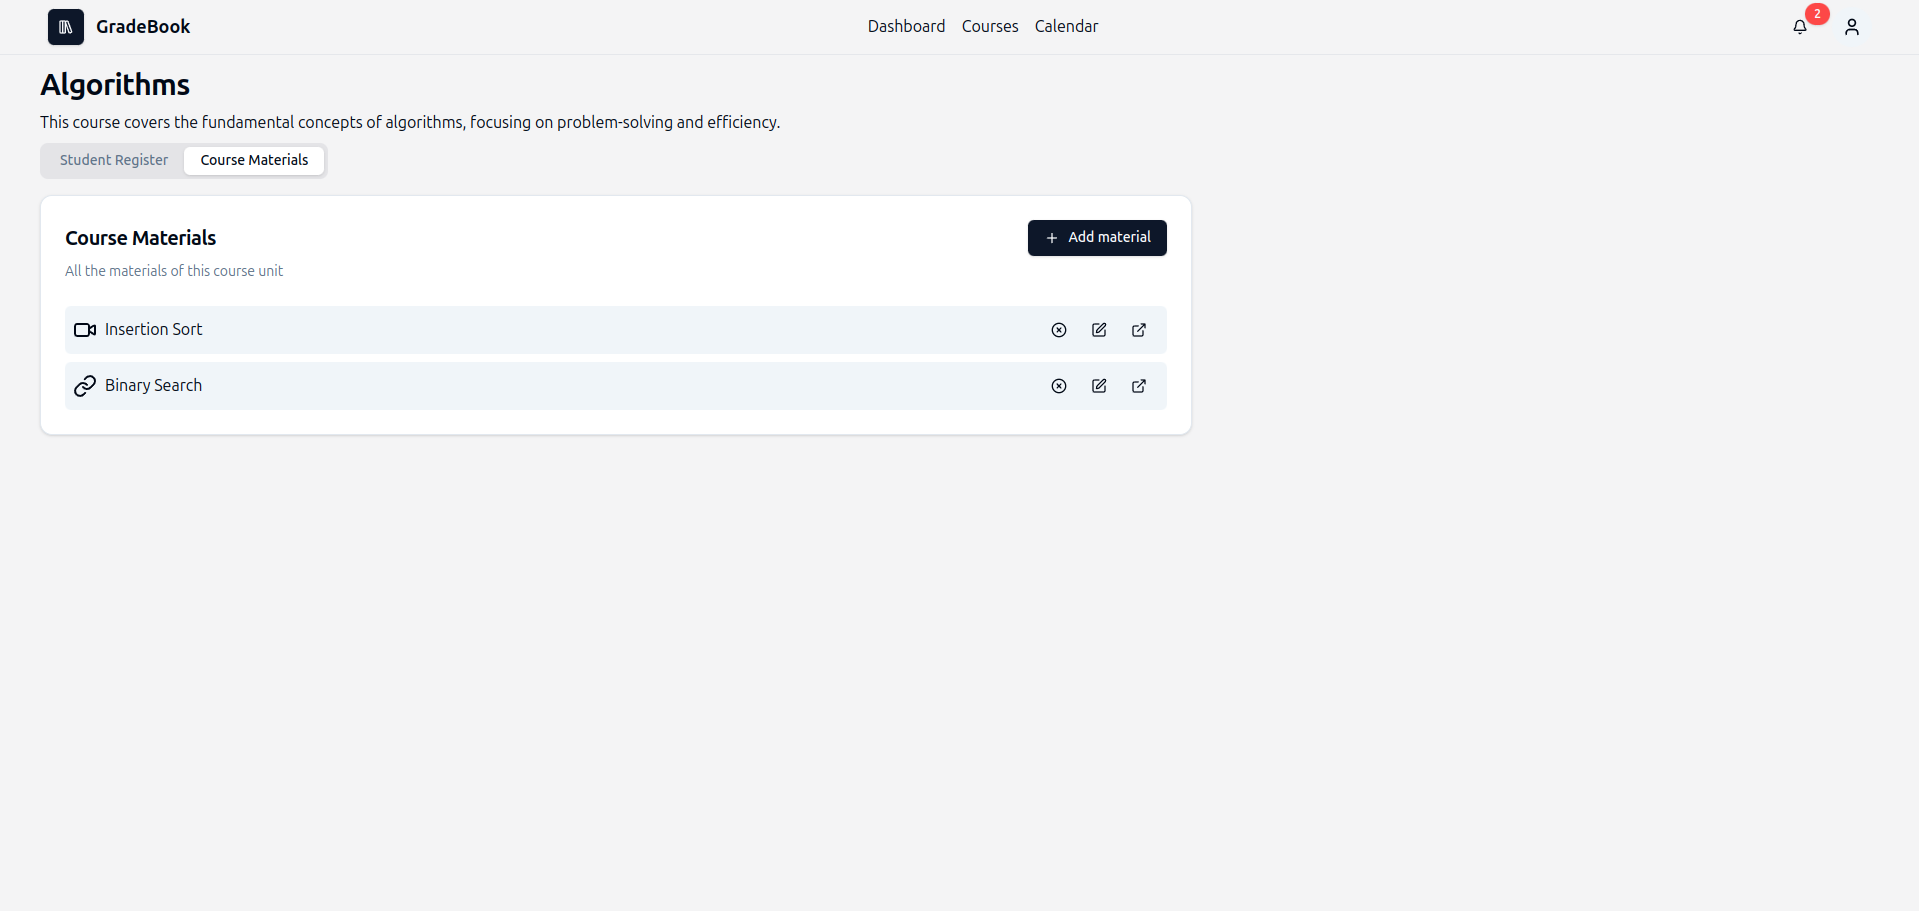 GradeBook
Dashboard Courses Calendar
2
Algorithms
This course covers the fundamental concepts of algorithms, focusing on problem-solving and efficiency.
Student Register Course Materials
Course Materials
+ Add material
All the materials of this course unit
Insertion Sort
Binary Search